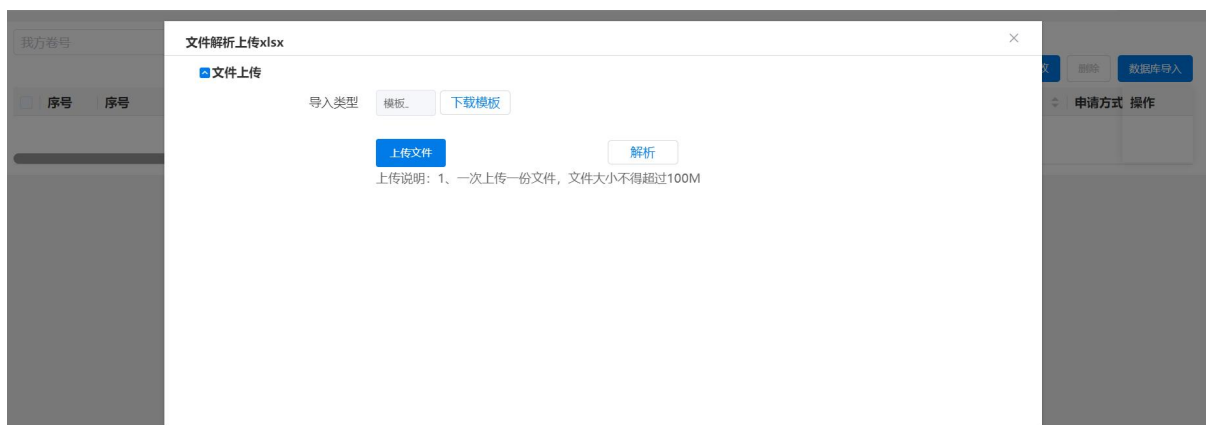 我方卷号
文件解析上传xlsx
文件上传
改 删除 数据库导入
导入类型 模板_ 下载模板
序号 序号 申请方式 操作
上传文件 解析
上传说明：1、一次上传一份文件，文件大小不得超过100M